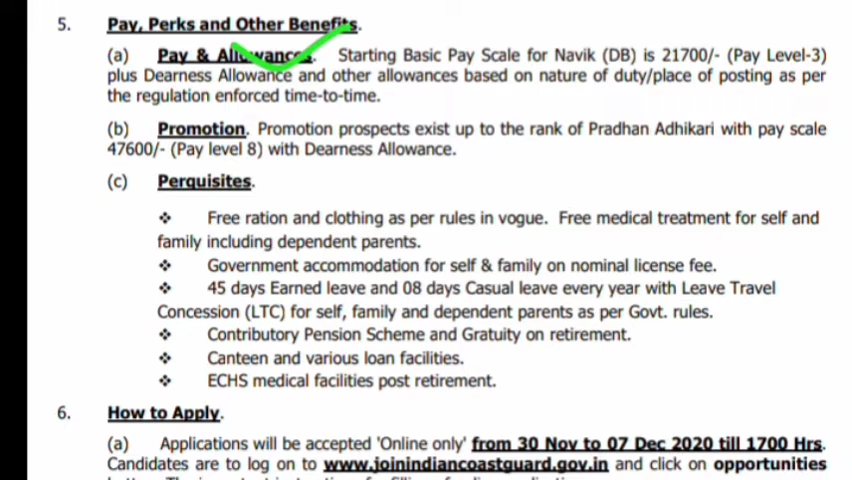 5. Pay, Perks and Other Benefits.
(a) Pay & Allowances. Starting Basic Pay Scale for Navik (DB) is 21700/- (Pay Level-3)
plus Dearness Allowance and other allowances based on nature of duty/place of posting as per
the regulation enforced time-to-time.
(b) Promotion. Promotion prospects exist up to the rank of Pradhan Adhikari with pay scale
47600/- (Pay level 8) with Dearness Allowance.
(c) Perquisites.
❖ Free ration and clothing as per rules in vogue. Free medical treatment for self and
family including dependent parents.
❖ Government accommodation for self & family on nominal license fee.
❖ 45 days Earned leave and 08 days Casual leave every year with Leave Travel
Concession (LTC) for self, family and dependent parents as per Govt. rules.
❖ Contributory Pension Scheme and Gratuity on retirement.
❖ Canteen and various loan facilities.
❖ ECHS medical facilities post retirement.
6. How to Apply.
(a) Applications will be accepted 'Online only' from 30 Nov to 07 Dec 2020 till 1700 Hrs.
Candidates are to log on to www.joinindiancoastguard.gov.in and click on opportunities